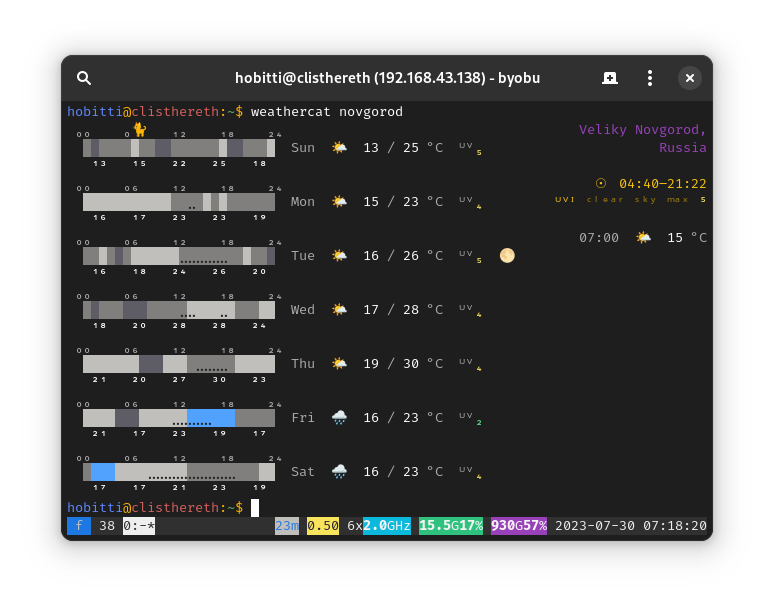 hobitti@clisthereth (192.168.43.138) - byobu
hobitti@clisthereth:~$ weathercat novgorod
Veliky Novgorod,
Russia
00 0 🐈 12 18 24
13 15 22 25 18 Sun 🌤️ 13 / 25 °C UV 5
☉ 04:40—21:22
UVI clear sky max 5
00 06 12 18 24
16 17 23 23 19 Mon 🌤️ 15 / 23 °C UV 4
07:00 🌤️ 15 °C
00 06 12 18 24
16 18 24 26 20 Tue 🌤️ 16 / 26 °C UV 5 🌕
00 06 12 18 24
18 20 28 28 24 Wed 🌤️ 17 / 28 °C UV 4
00 06 12 18 24
21 20 27 30 23 Thu 🌤️ 19 / 30 °C UV 4
00 06 12 18 24
21 17 23 19 17 Fri 🌧️ 16 / 23 °C UV 2
00 06 12 18 24
17 17 21 23 19 Sat 🌧️ 16 / 23 °C UV 4
hobitti@clisthereth:~$
f 38 0:-* 23m 0.50 6x2.0GHz 15.5G17% 930G57% 2023-07-30 07:18:20